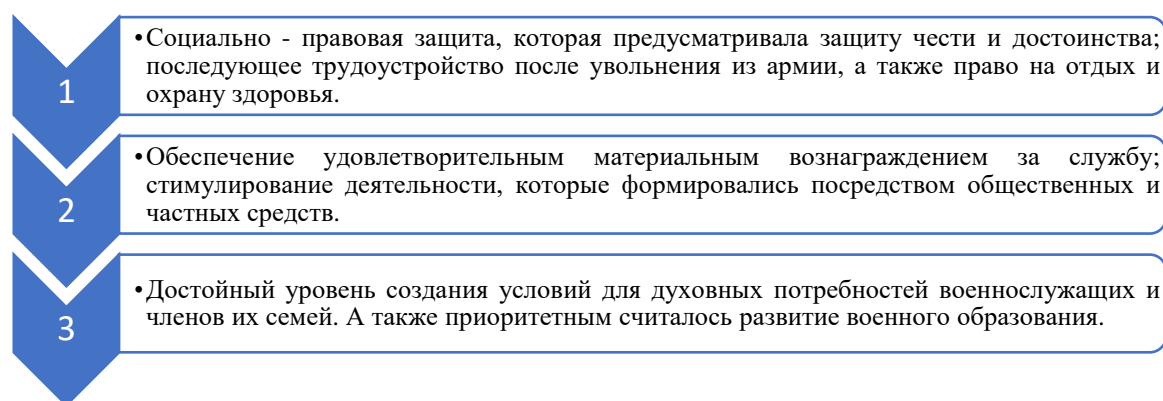 1
•Социально - правовая защита, которая предусматривала защиту чести и достоинства;
последующее трудоустройство после увольнения из армии, а также право на отдых и
охрану здоровья.
2
•Обеспечение удовлетворительным материальным вознаграждением за службу;
стимулирование деятельности, которые формировались посредством общественных и
частных средств.
3
•Достойный уровень создания условий для духовных потребностей военнослужащих и
членов их семей. А также приоритетным считалось развитие военного образования.